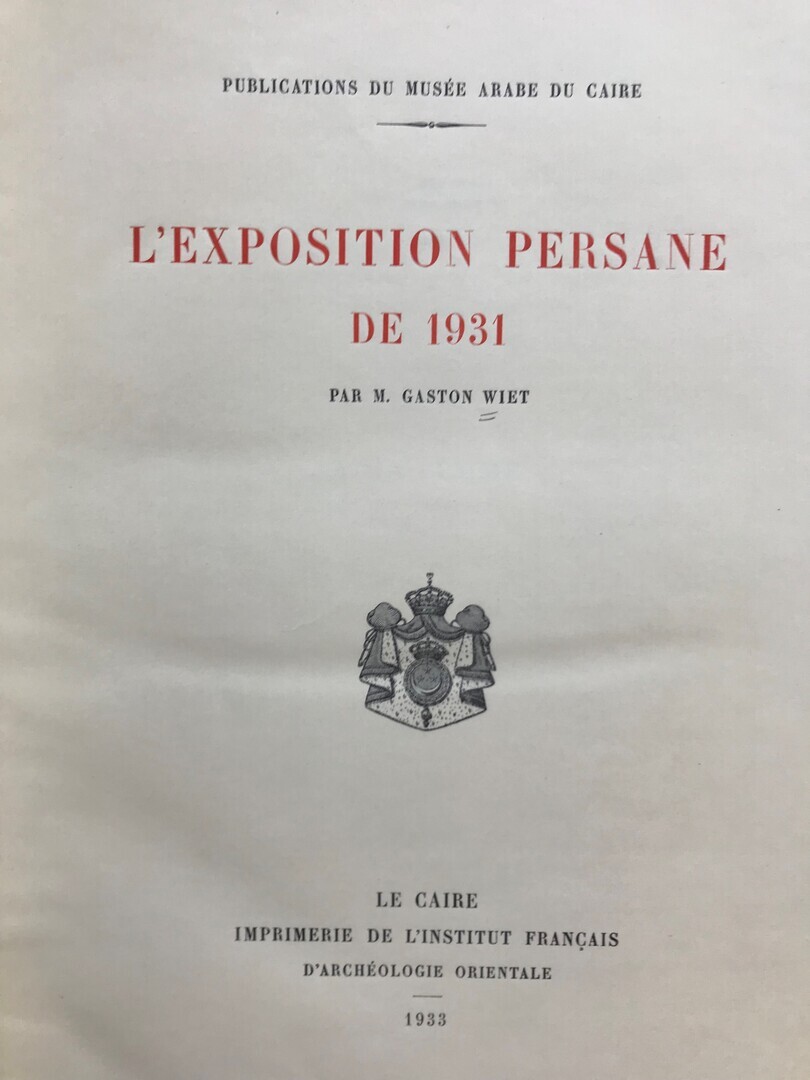 PUBLICATIONS DU MUSÉE ARABE DU CAIRE
L'EXPOSITION PERSANE
DE 1931
PAR M. GASTON WIET
LE CAIRE
IMPRIMERIE DE L'INSTITUT FRANÇAIS
D'ARCHÉOLOGIE ORIENTALE
1933